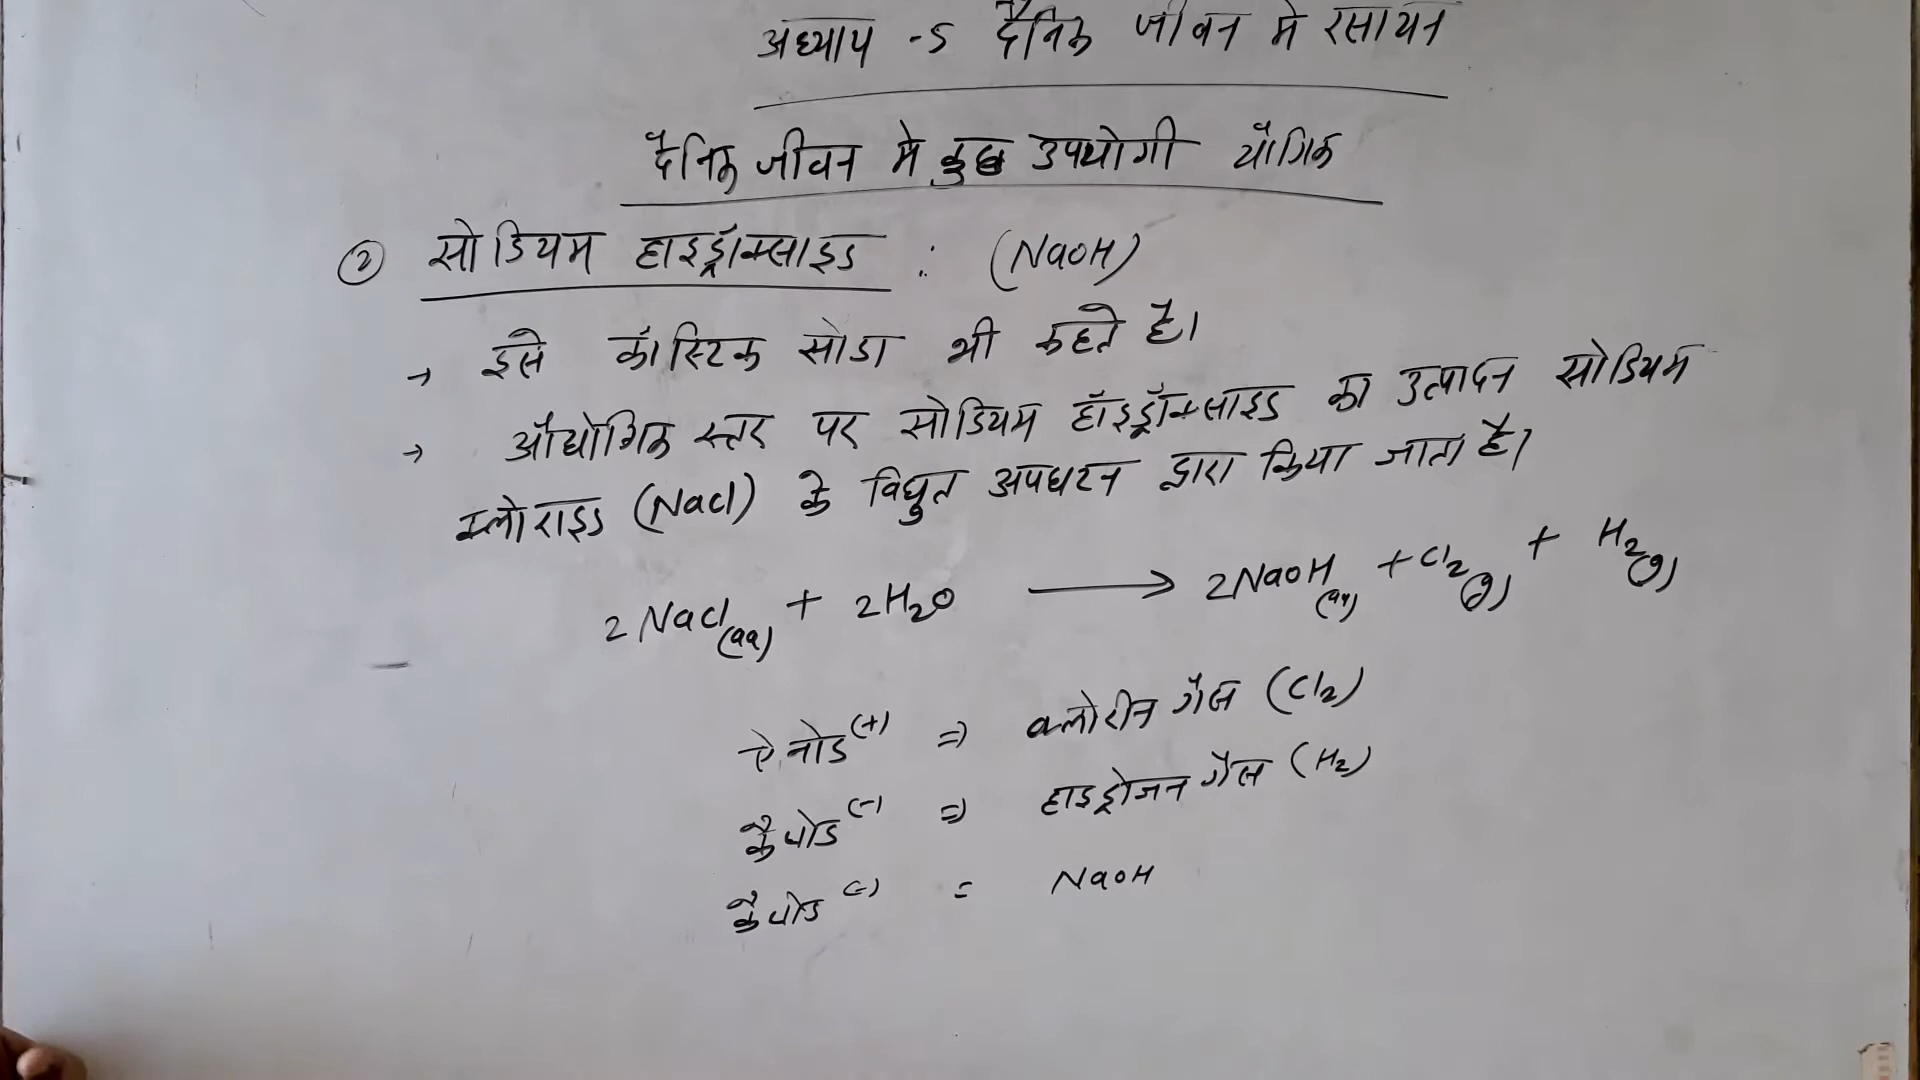 अध्याय -5 दैनिक जीवन मे रसायन
दैनिक जीवन मे कुछ उपयोगी यौगिक
② सोडियम हाइड्रॉक्साइड : (NaOH)
→ इसे कॉस्टिक सोडा भी कहते है।
→ औद्योगिक स्तर पर सोडियम हॉइड्रॉक्साइड का उत्पादन सोडियम
क्लोराइड (NaCl) के विद्युत अपघटन द्वारा किया जाता है।
2NaCl(aq) + 2H₂O ⟶ 2NaOH(aq) + Cl₂(g) + H₂(g)
ऐनोड(+) ⇒ क्लोरीन गैस (Cl₂)
कैथोड(-) ⇒ हाइड्रोजन गैस (H₂)
कैथोड(-) = NaOH